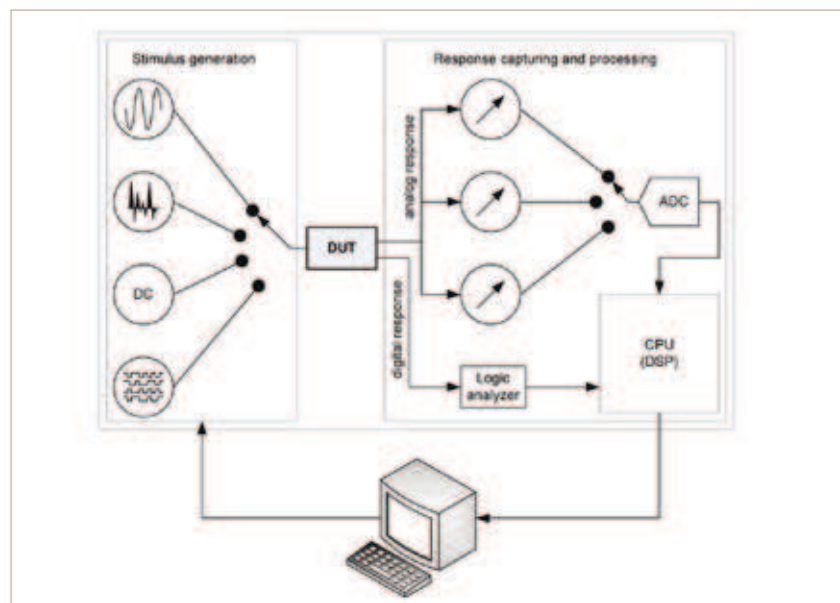 Stimulus generation
Response capturing and processing
analog response
ADC
DUT
DC
CPU
(DSP)
digital response
Logic
analyzer